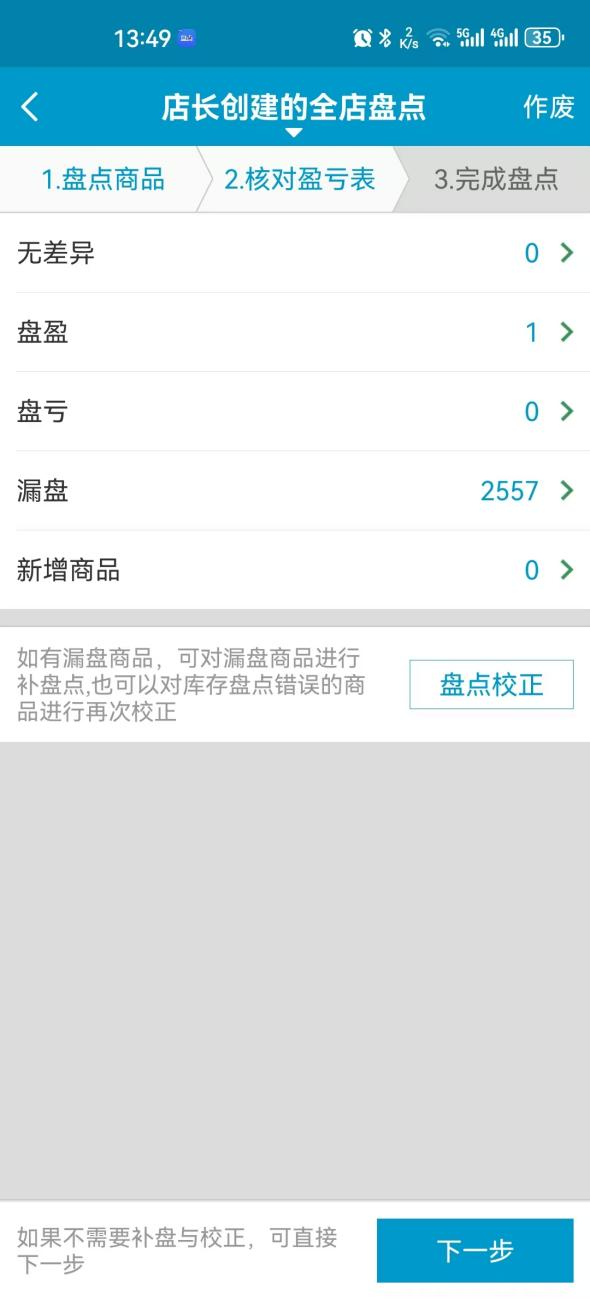 13:49
2
K/s
5G
4G
35
店长创建的全店盘点
作废
1.盘点商品
2.核对盈亏表
3.完成盘点
无差异
0
盘盈
1
盘亏
0
漏盘
2557
新增商品
0
如有漏盘商品，可对漏盘商品进行
补盘点,也可以对库存盘点错误的商
品进行再次校正
盘点校正
如果不需要补盘与校正，可直接
下一步
下一步